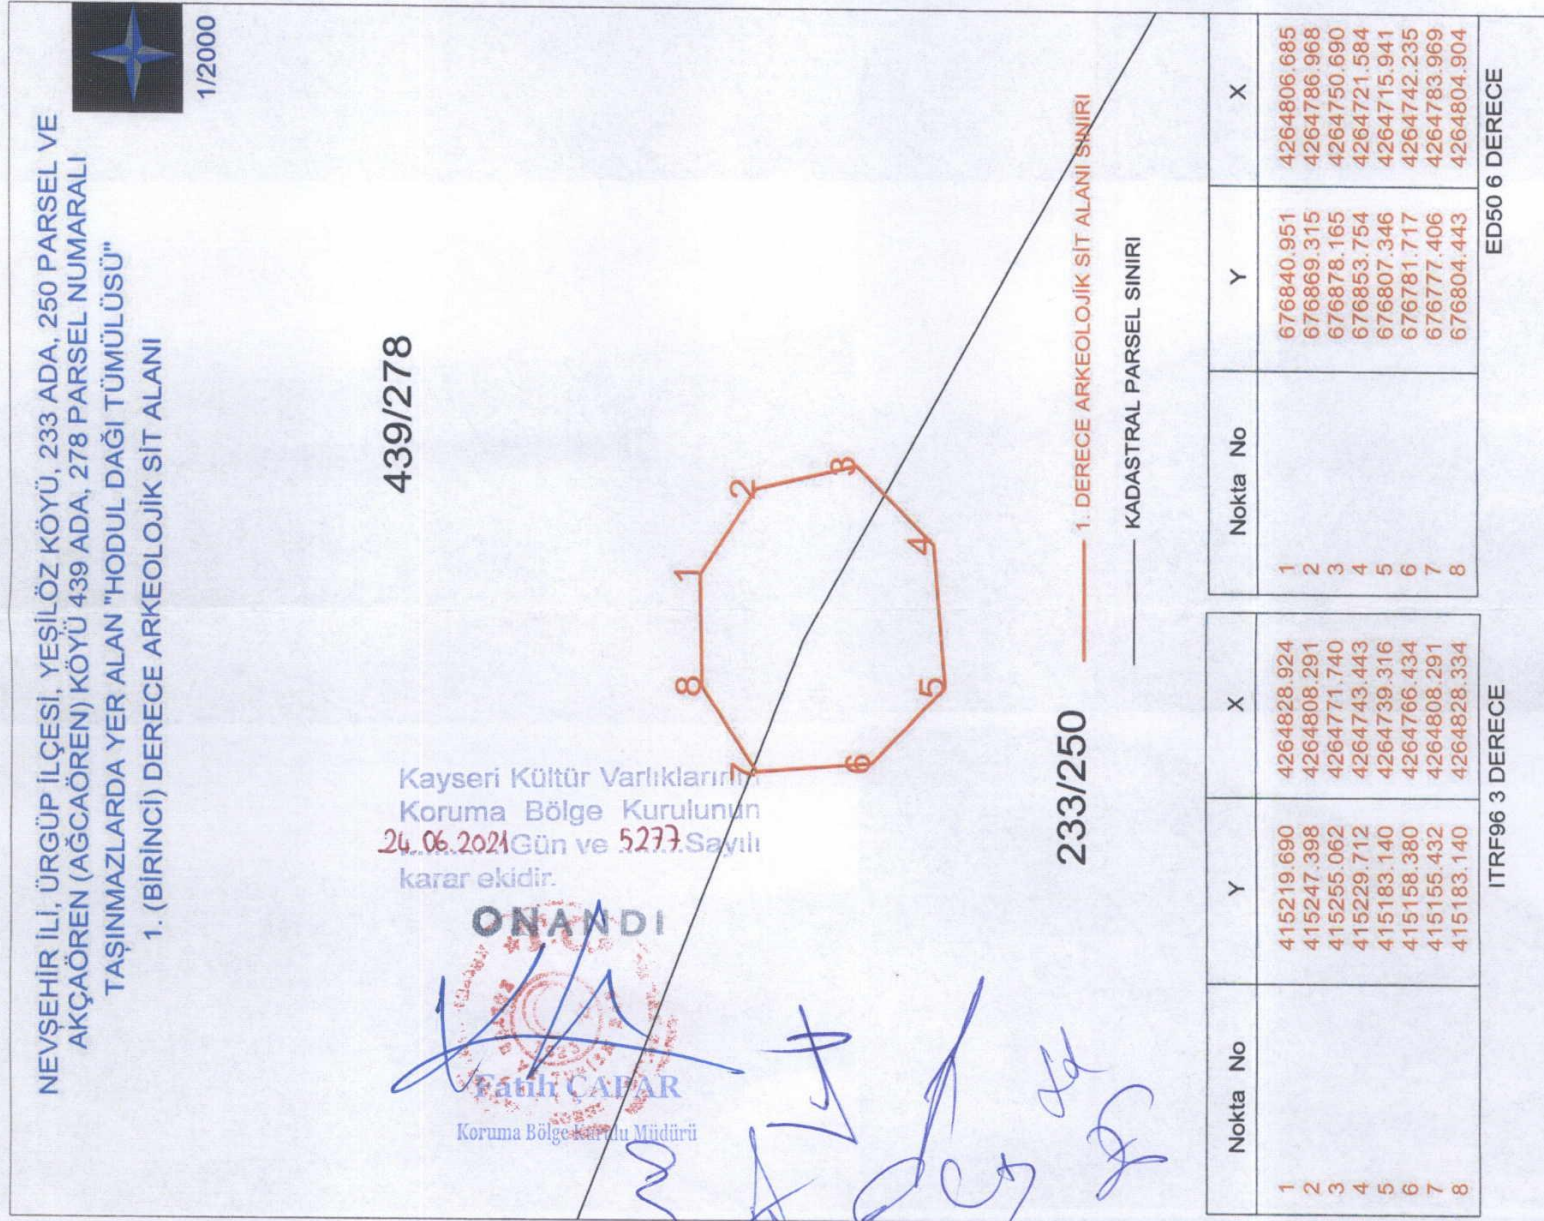 NEVŞEHİR İLİ, ÜRGÜP İLÇESİ, YEŞİLÖZ KÖYÜ, 233 ADA, 250 PARSEL VE
AKÇAÖREN (AĞCAÖREN) KÖYÜ 439 ADA, 278 PARSEL NUMARALI
TAŞINMAZLARDA YER ALAN "HODUL DAĞI TÜMÜLÜSÜ"
1. (BİRİNCİ) DERECE ARKEOLOJİK SİT ALANI
1/2000
439/278
1
2
3
4
5
6
7
8
Kayseri Kültür Varlıklarının
Koruma Bölge Kurulunun
24.06.2021 Gün ve 5277 Sayılı
karar ekidir.
ONANDI
Fatih ÇAPAR
Koruma Bölge Kurulu Müdürü
233/250
1. DERECE ARKEOLOJİK SİT ALANI SINIRI
KADASTRAL PARSEL SINIRI
Nokta No Y X
1 415219.690 4264828.924
2 415247.398 4264808.291
3 415255.062 4264771.740
4 415229.712 4264743.443
5 415183.140 4264739.316
6 415158.380 4264766.434
7 415155.432 4264808.291
8 415183.140 4264828.334
ITRF96 3 DERECE
Nokta No Y X
1 676840.951 4264806.685
2 676869.315 4264786.968
3 676878.165 4264750.690
4 676853.754 4264721.584
5 676807.346 4264715.941
6 676781.717 4264742.235
7 676777.406 4264783.969
8 676804.443 4264804.904
ED50 6 DERECE